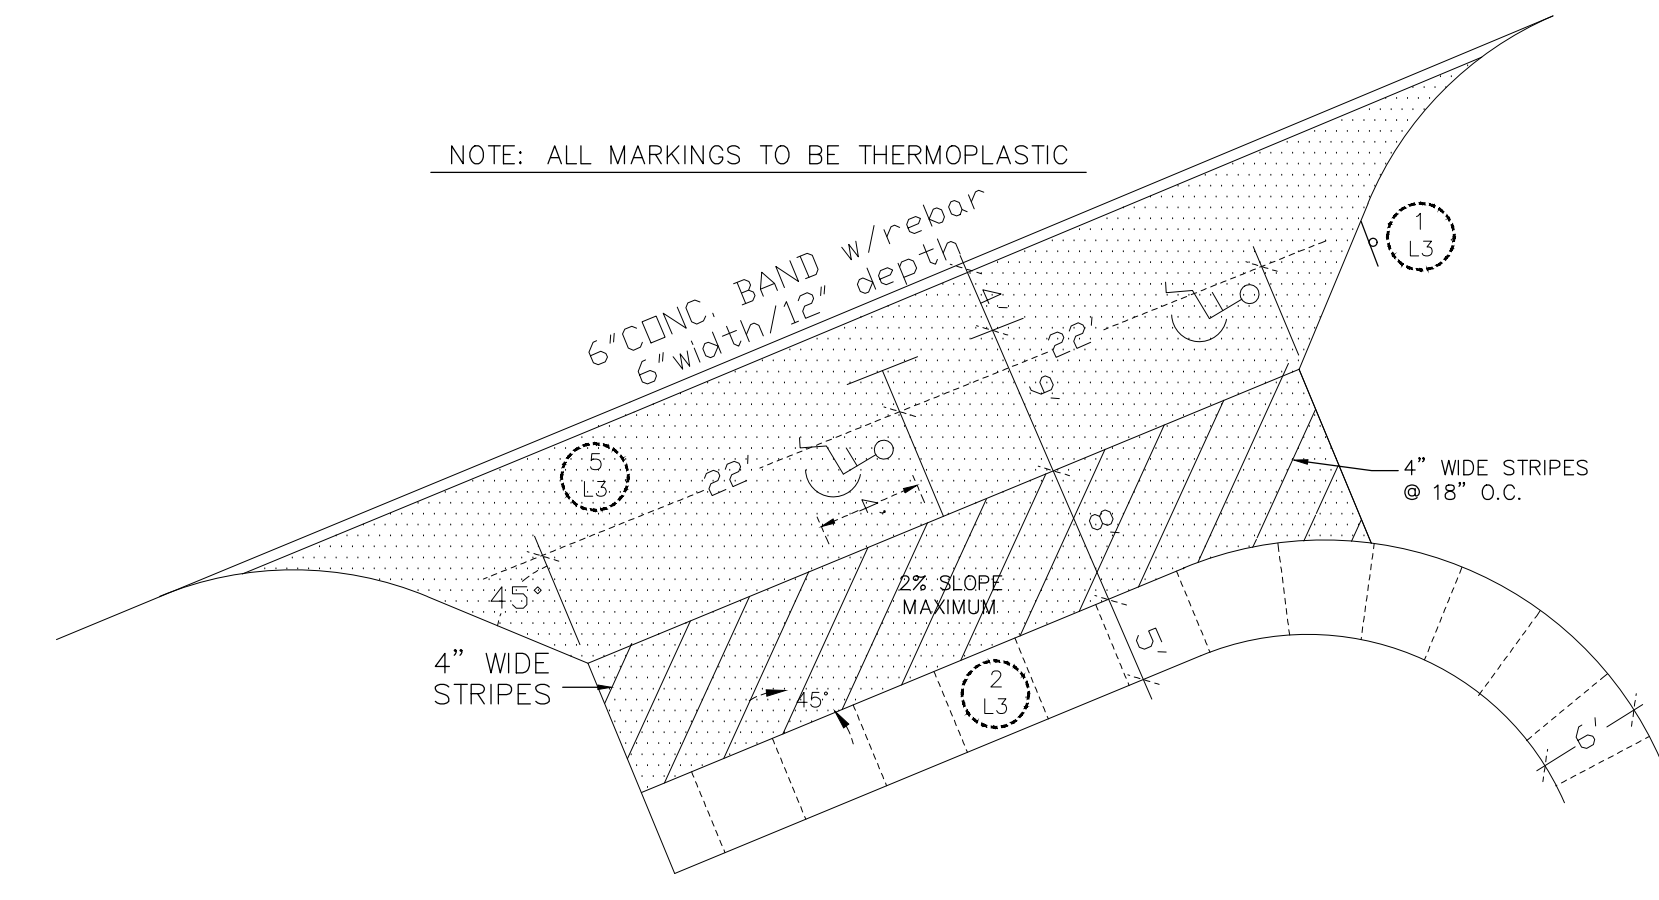 NOTE: ALL MARKINGS TO BE THERMOPLASTIC
6"CONC. BAND w/rebar
6"width/12" depth
1
L3
4'
22'
9'
5
L3
22'
4'
4" WIDE STRIPES
@ 18" O.C.
8'
45°
2% SLOPE
MAXIMUM
4" WIDE
STRIPES
5'
45°
2
L3
6'